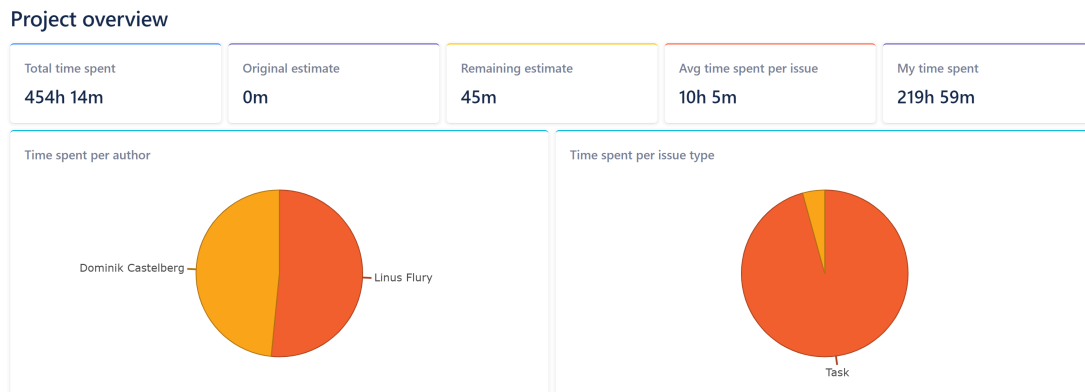 Project overview
Total time spent
454h 14m
Original estimate
0m
Remaining estimate
45m
Avg time spent per issue
10h 5m
My time spent
219h 59m
Time spent per author
Dominik Castelberg
Linus Flury
Time spent per issue type
Task